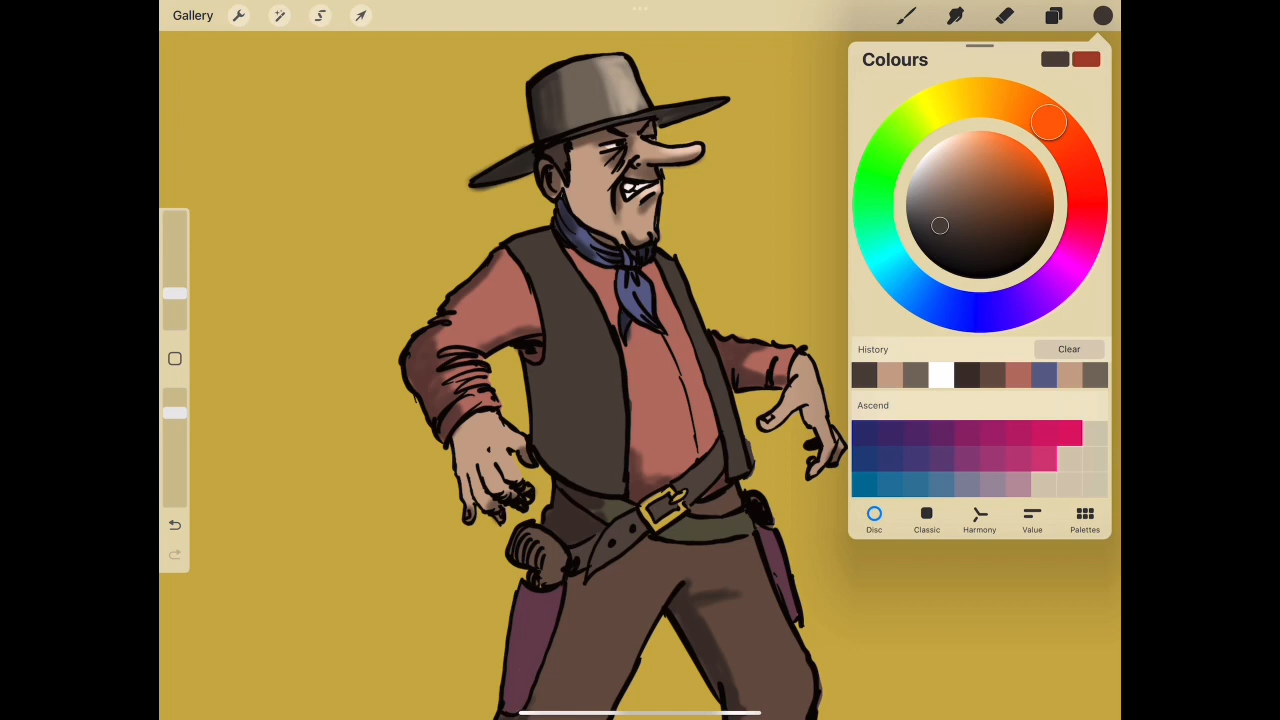 Gallery
Colours
History
Clear
Ascend
Disc
Classic
Harmony
Value
Palettes